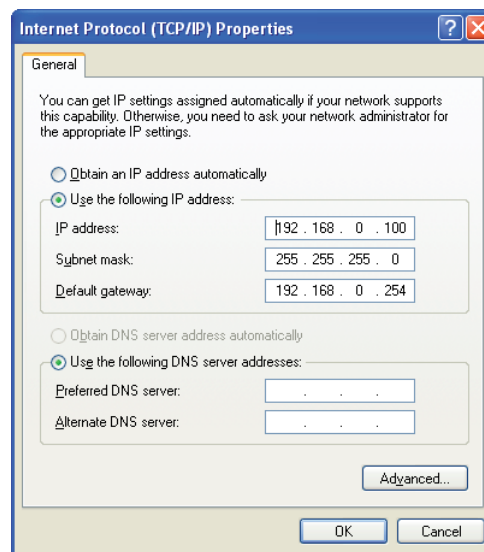 Internet Protocol (TCP/IP) Properties
General
You can get IP settings assigned automatically if your network supports
this capability. Otherwise, you need to ask your network administrator for
the appropriate IP settings.
Obtain an IP address automatically
Use the following IP address:
IP address: 192 . 168 . 0 . 100
Subnet mask: 255 . 255 . 255 . 0
Default gateway: 192 . 168 . 0 . 254
Obtain DNS server address automatically
Use the following DNS server addresses:
Preferred DNS server: . . .
Alternate DNS server: . . .
Advanced...
OK Cancel